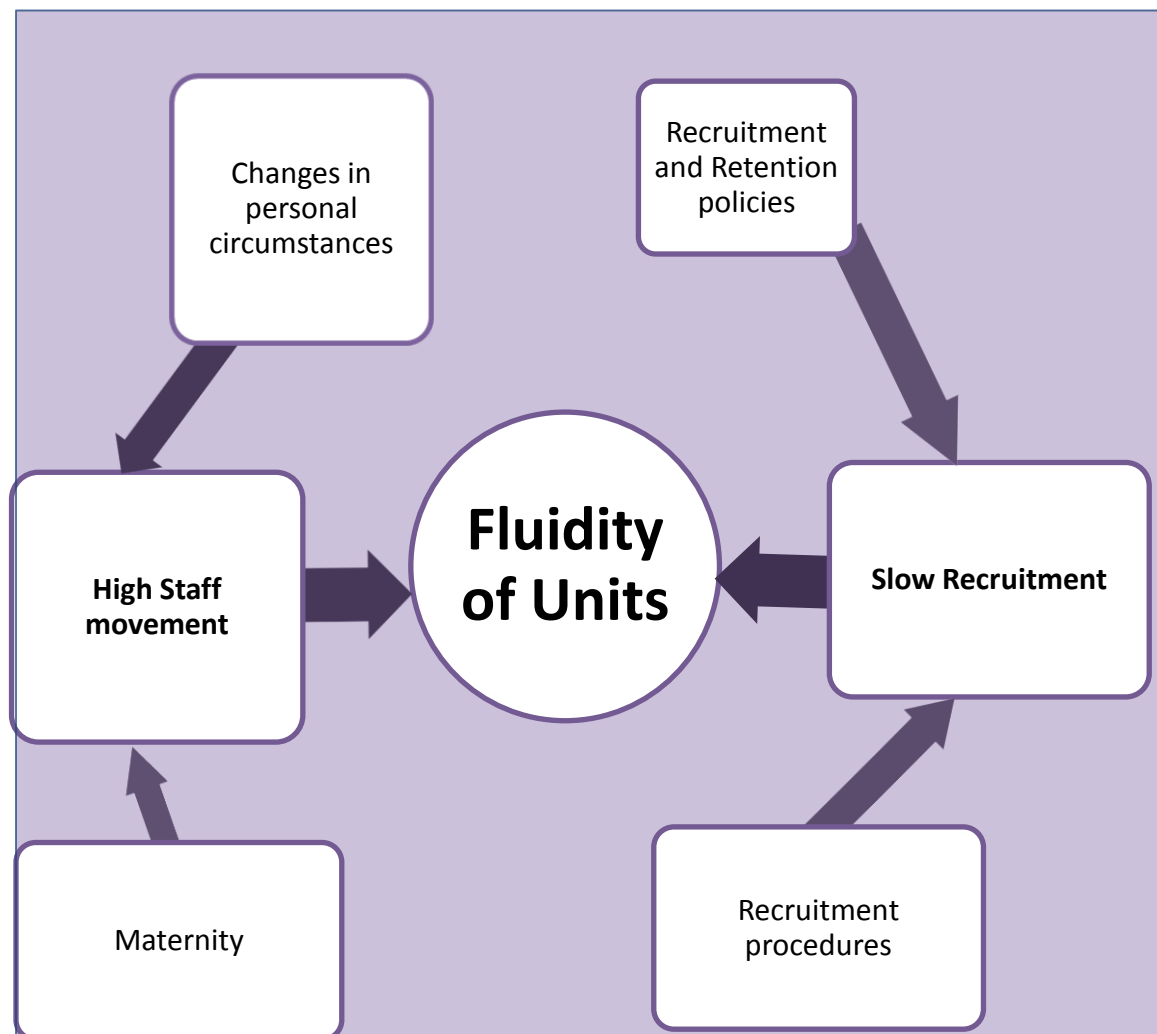 Changes in
personal
circumstances
Recruitment
and Retention
policies
High Staff
movement
Fluidity
of Units
Slow Recruitment
Maternity
Recruitment
procedures